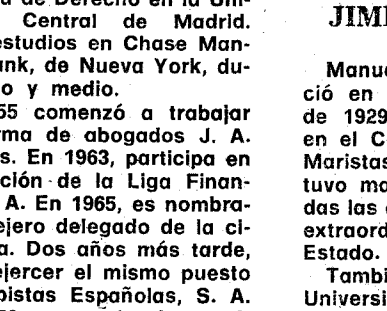 de Derecho en la Uni-
Central de Madrid.
estudios en Chase Man-
de Nueva York, du-
o y medio.
55 comenzó a trabajar
rma de abogados J. A.
s. En 1963, participa en
ción de la Liga Finan-
A. En 1965, es nombra-
ejero delegado de la ci-
a. Dos años más tarde,
ejercer el mismo puesto
pistas Españolas, S. A.
JIM
Manue
ció en
de 1929
en el C
Maristas
tuvo ma
das las
extraord
Estado.
Tambi
Universi